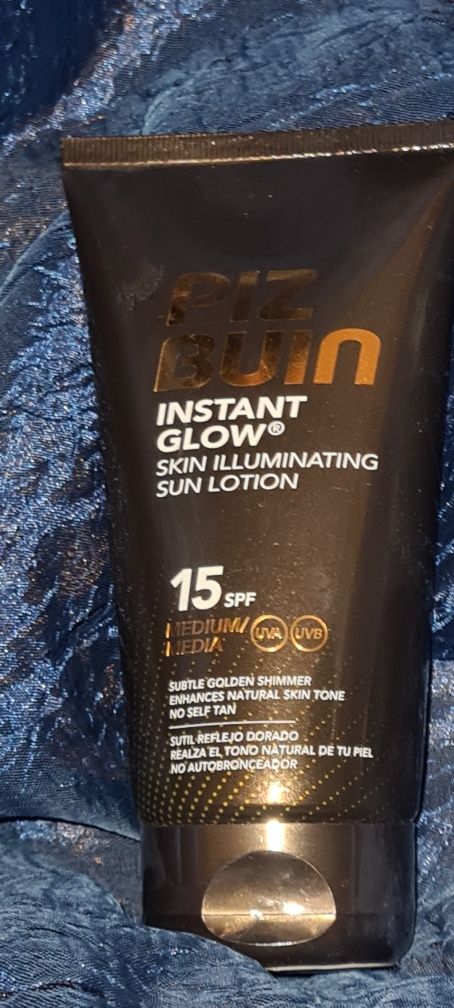 PIZ
BUIN
INSTANT
GLOW®
SKIN ILLUMINATING
SUN LOTION
15 SPF
MEDIUM/ UVA UVB
MEDIA
SUBTLE GOLDEN SHIMMER
ENHANCES NATURAL SKIN TONE
NO SELF TAN
SUTIL REFLEJO DORADO
REALZA EL TONO NATURAL DE TU PIEL
NO AUTOBRONCEADOR